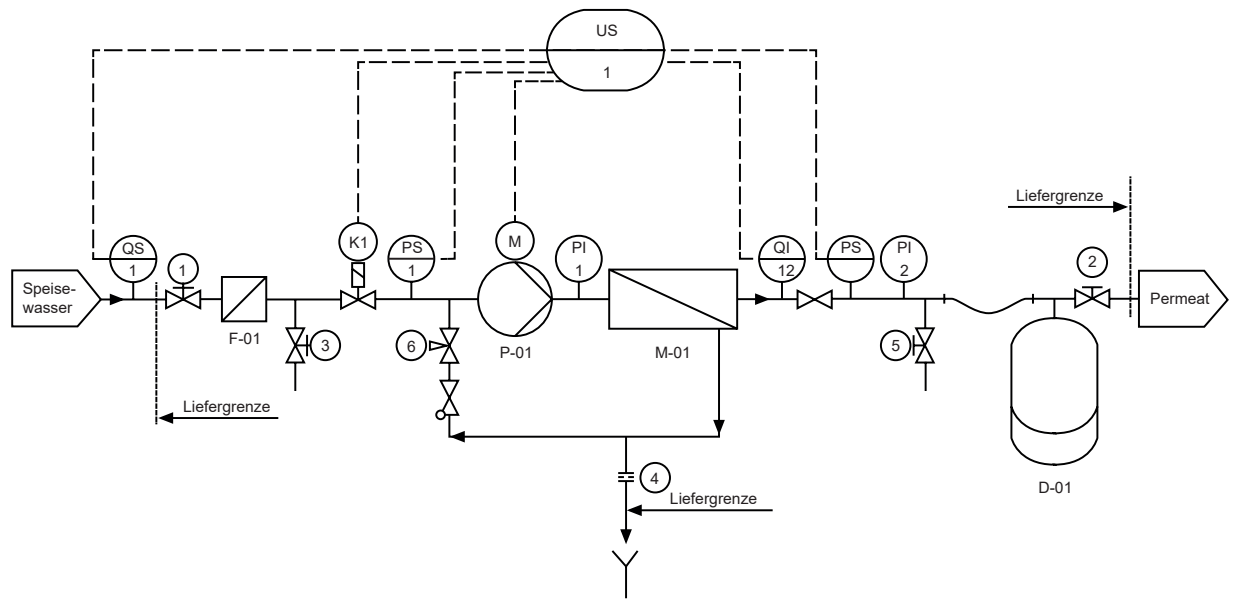 US
1
Liefergrenze
QS
1
1
K1
PS
1
M
PI
1
QI
12
PS
PI
2
2
Speise-
wasser
Permeat
F-01
3
6
P-01
M-01
5
Liefergrenze
4
Liefergrenze
D-01